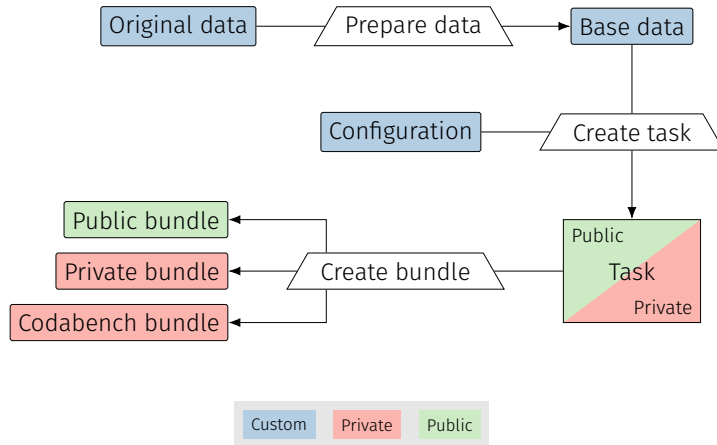 Original data
Prepare data
Base data
Configuration
Create task
Public bundle
Public
Private bundle
Create bundle
Task
Private
Codabench bundle
Custom
Private
Public